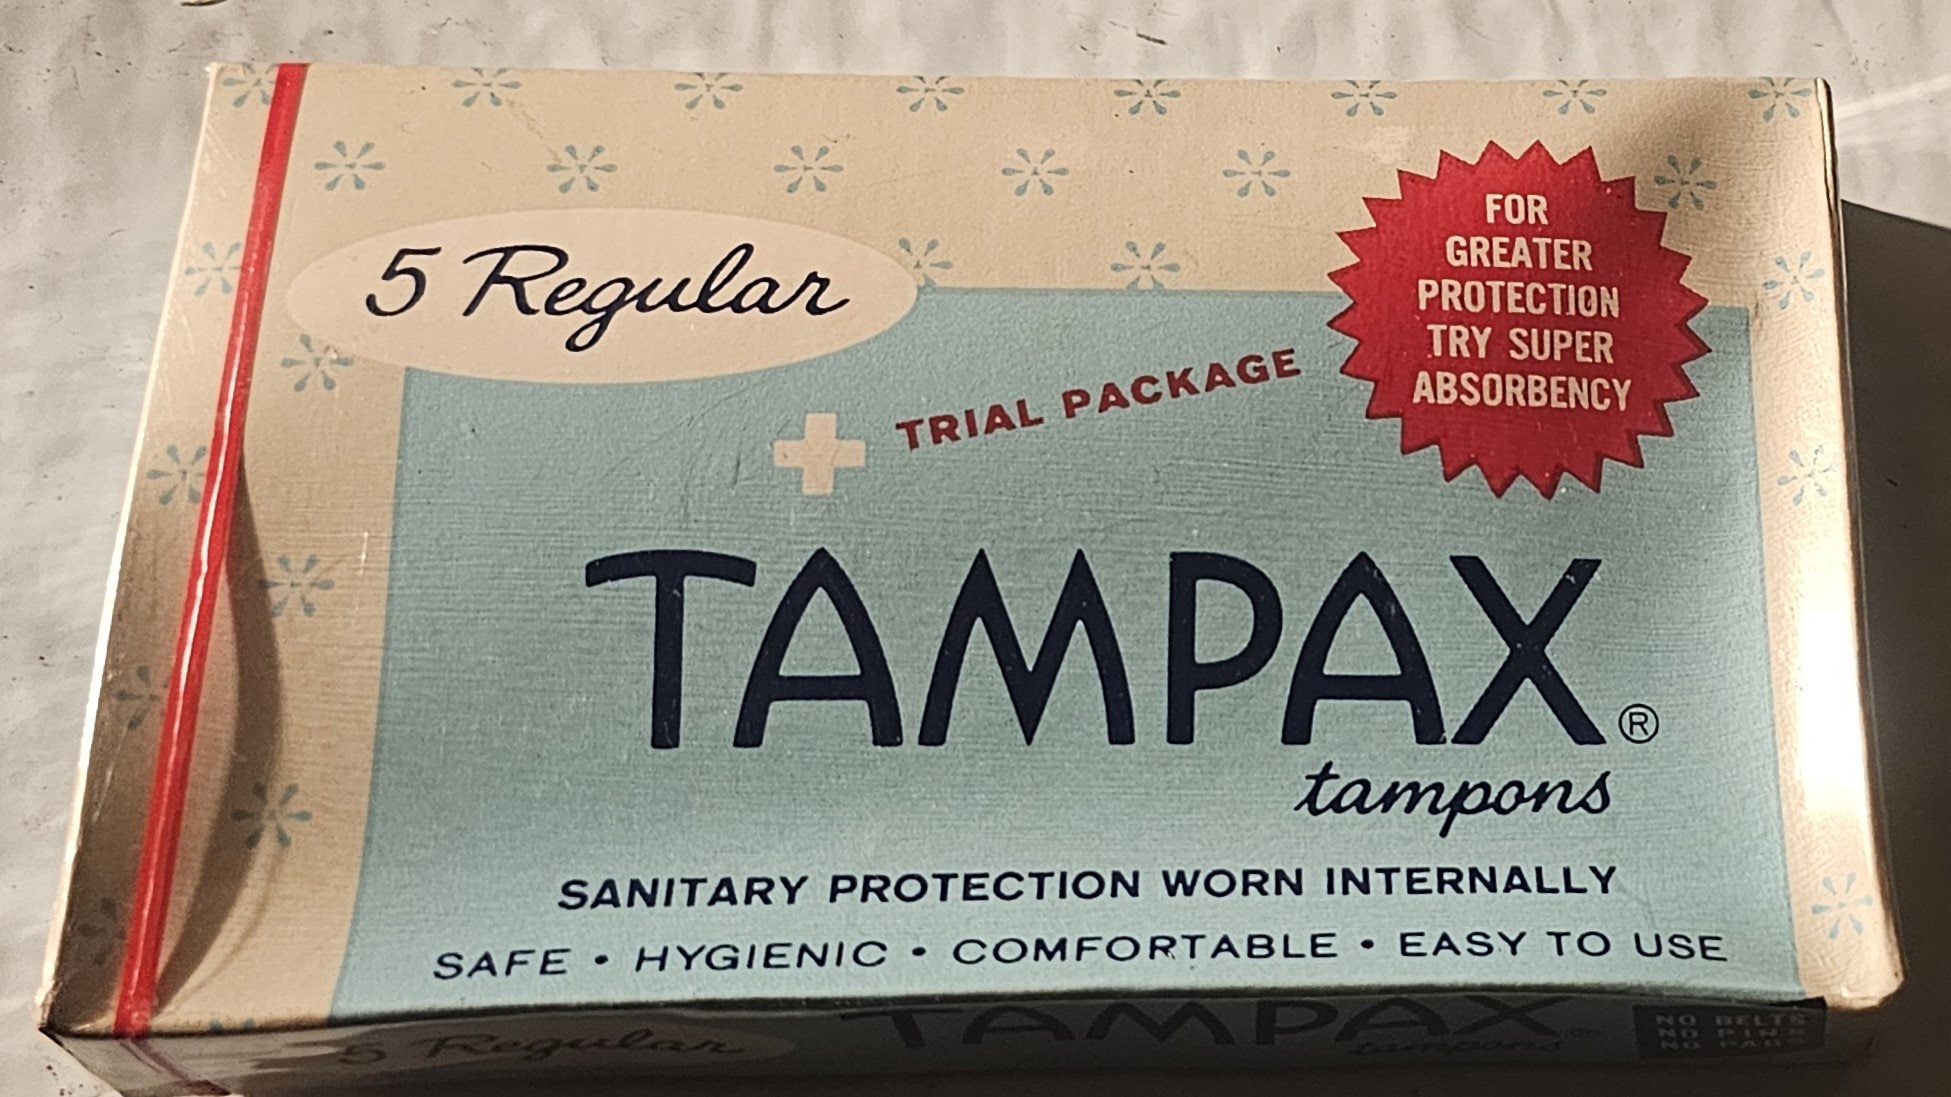 5 Regular
TRIAL PACKAGE
FOR
GREATER
PROTECTION
TRY SUPER
ABSORBENCY
TAMPAX®
tampons
SANITARY PROTECTION WORN INTERNALLY
SAFE • HYGIENIC • COMFORTABLE • EASY TO USE
5 Regular
TAMPAX
tampons
NO BELTS
NO PINS
NO PADS